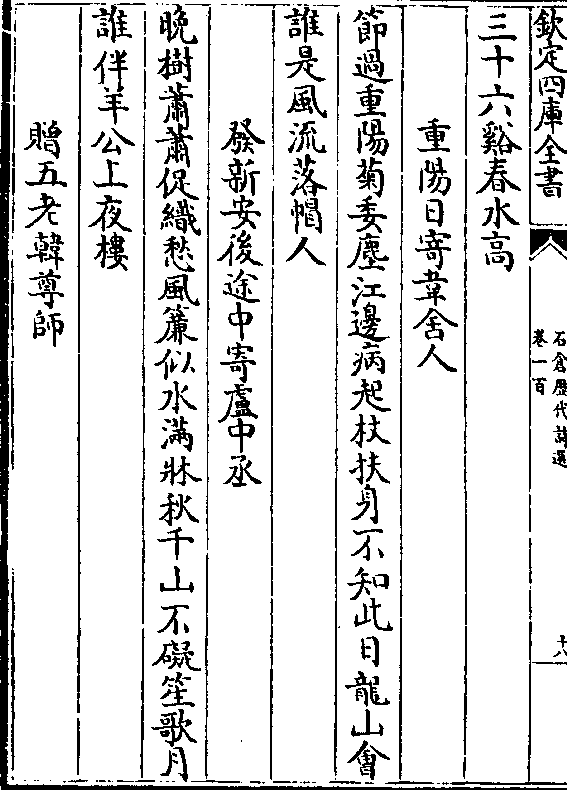 欽定四庫全書
石倉歷代詩選
卷一百
十八
三十六谿春水高
重陽日寄韋舍人
節過重陽菊委塵江邊病起杖扶身不知此日龍山會
誰是風流落帽人
發新安後途中寄盧中丞
晚樹蕭蕭促織愁風簾似水滿牀秋千山不礙笙歌月
誰伴羊公上夜樓
贈五老韓尊師